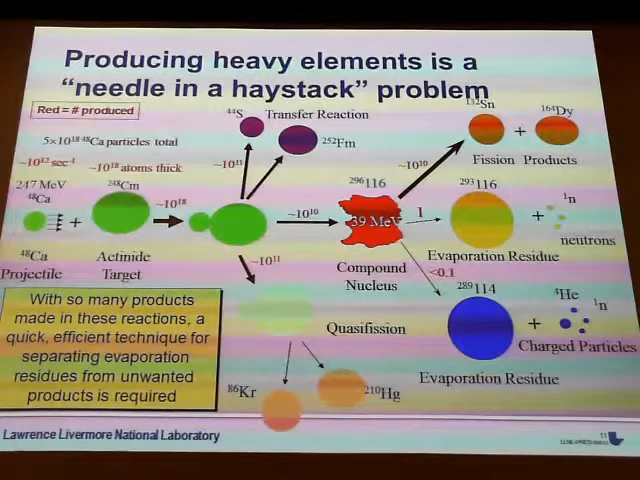 Producing heavy elements is a
“needle in a haystack” problem
Red = # produced
5×10¹⁸ ⁴⁸Ca particles total
~10¹² sec⁻¹
~10¹⁸ atoms thick
247 MeV
⁴⁸Ca
²⁴⁸Cm
~10¹⁸
⁴⁸Ca
Projectile
Actinide
Target
⁴⁴S
Transfer Reaction
²⁵²Fm
~10¹¹
~10¹⁰
²⁹⁶116
39 MeV
Compound
Nucleus
~10¹⁰
¹³²Sn
+
¹⁶⁴Dy
Fission Products
1
²⁹³116
+
¹n
neutrons
Evaporation Residue
<0.1
²⁸⁹114
+
⁴He
¹n
Charged Particles
Evaporation Residue
~10¹¹
Quasifission
⁸⁶Kr
²¹⁰Hg
With so many products
made in these reactions, a
quick, efficient technique for
separating evaporation
residues from unwanted
products is required
Lawrence Livermore National Laboratory
11